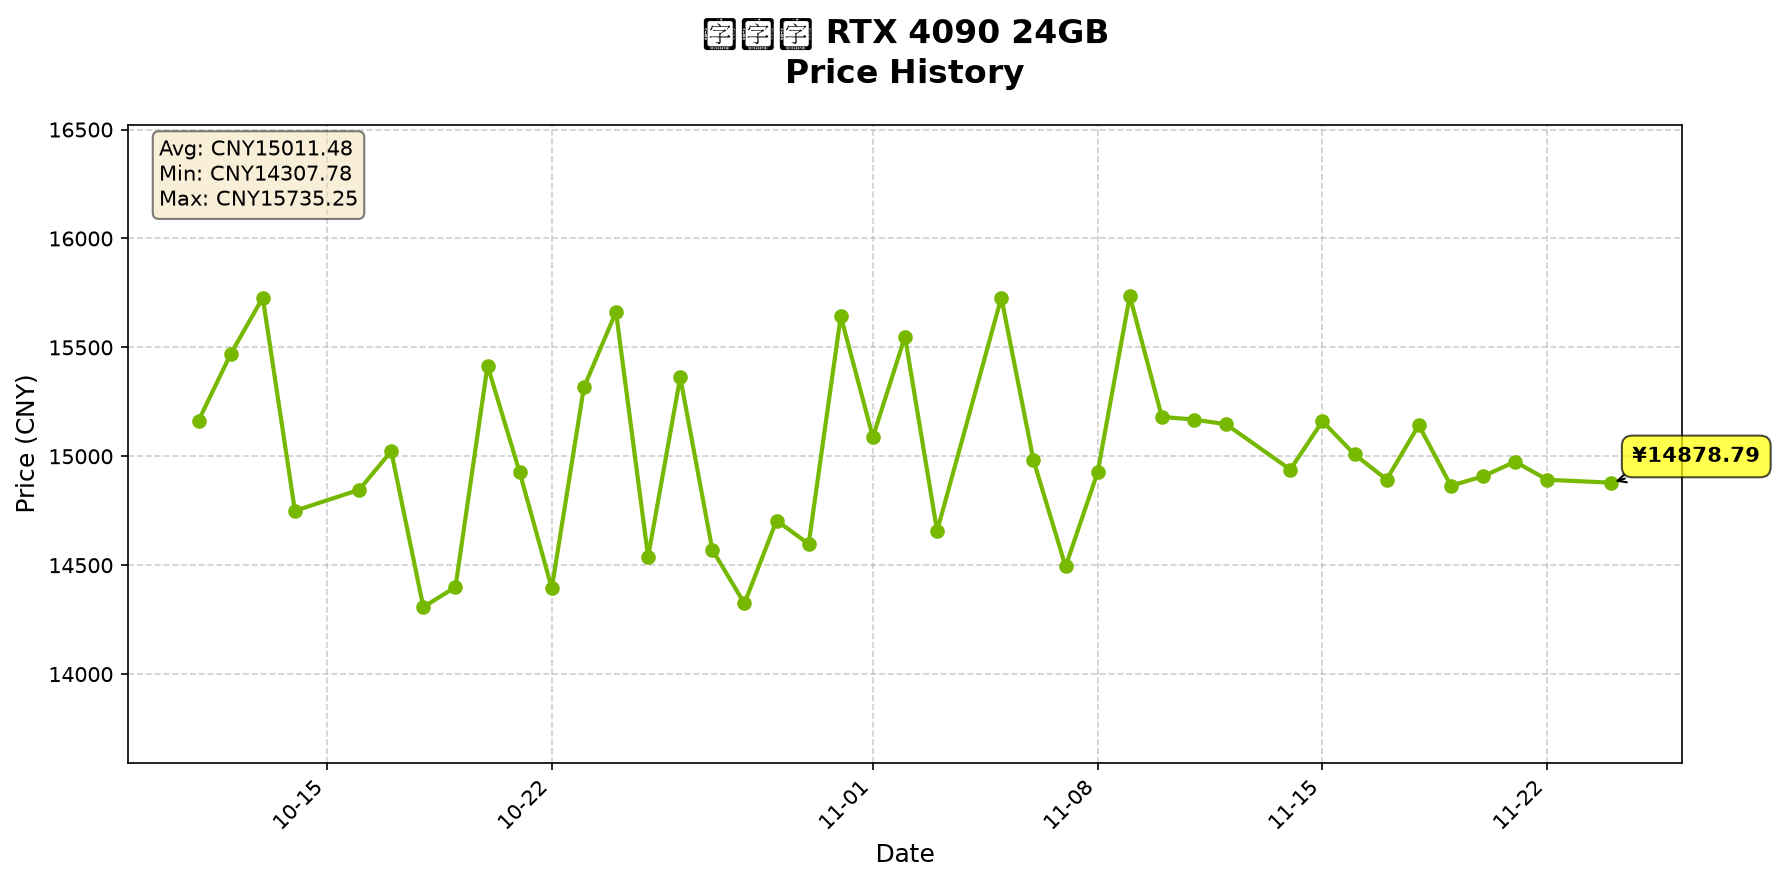 RTX 4090 24GB
Price History
Avg: CNY15011.48
Min: CNY14307.78
Max: CNY15735.25
16500
16000
15500
15000
14500
14000
Price (CNY)
¥14878.79
10-15
10-22
11-01
11-08
11-15
11-22
Date